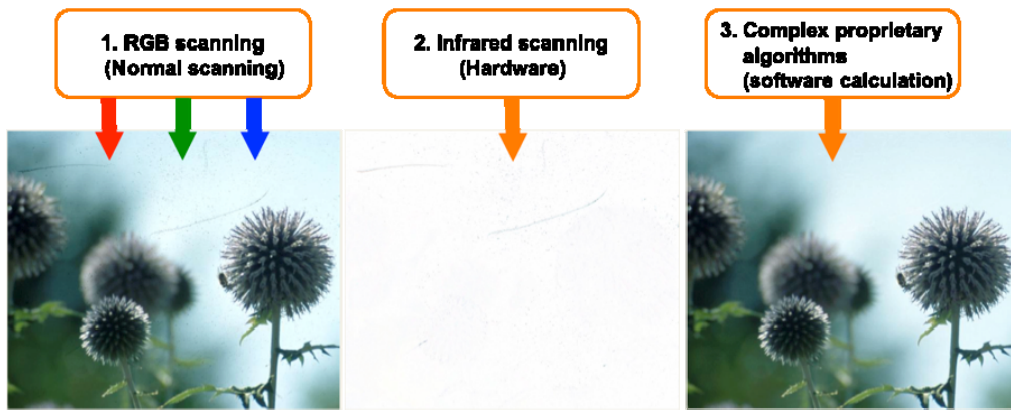 1. RGB scanning
(Normal scanning)
2. Infrared scanning
(Hardware)
3. Complex proprietary
algorithms
(software calculation)